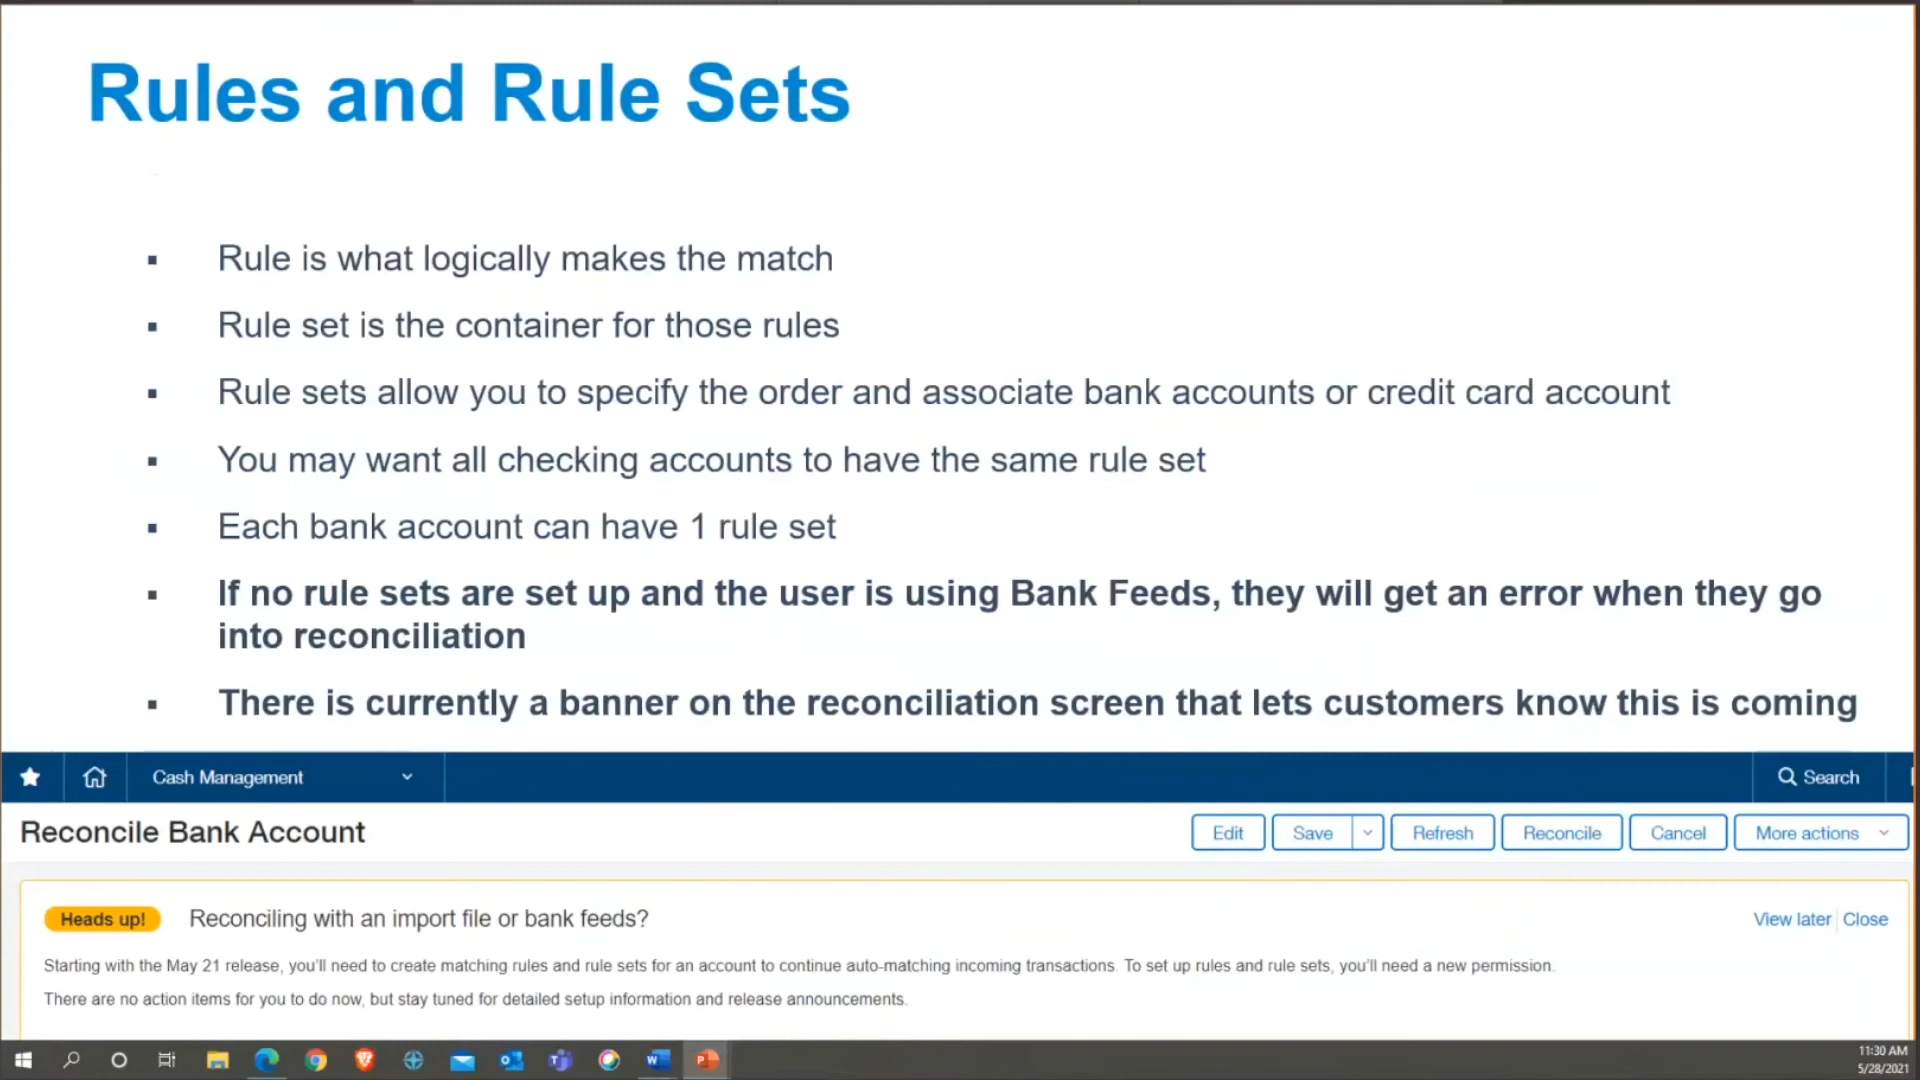 Rules and Rule Sets
▪ Rule is what logically makes the match
▪ Rule set is the container for those rules
▪ Rule sets allow you to specify the order and associate bank accounts or credit card account
▪ You may want all checking accounts to have the same rule set
▪ Each bank account can have 1 rule set
▪ If no rule sets are set up and the user is using Bank Feeds, they will get an error when they go
into reconciliation
▪ There is currently a banner on the reconciliation screen that lets customers know this is coming
Cash Management Search
Reconcile Bank Account Edit Save Refresh Reconcile Cancel More actions
Heads up! Reconciling with an import file or bank feeds? View later Close
Starting with the May 21 release, you'll need to create matching rules and rule sets for an account to continue auto-matching incoming transactions. To set up rules and rule sets, you'll need a new permission.
There are no action items for you to do now, but stay tuned for detailed setup information and release announcements.
11:30 AM
5/28/2021